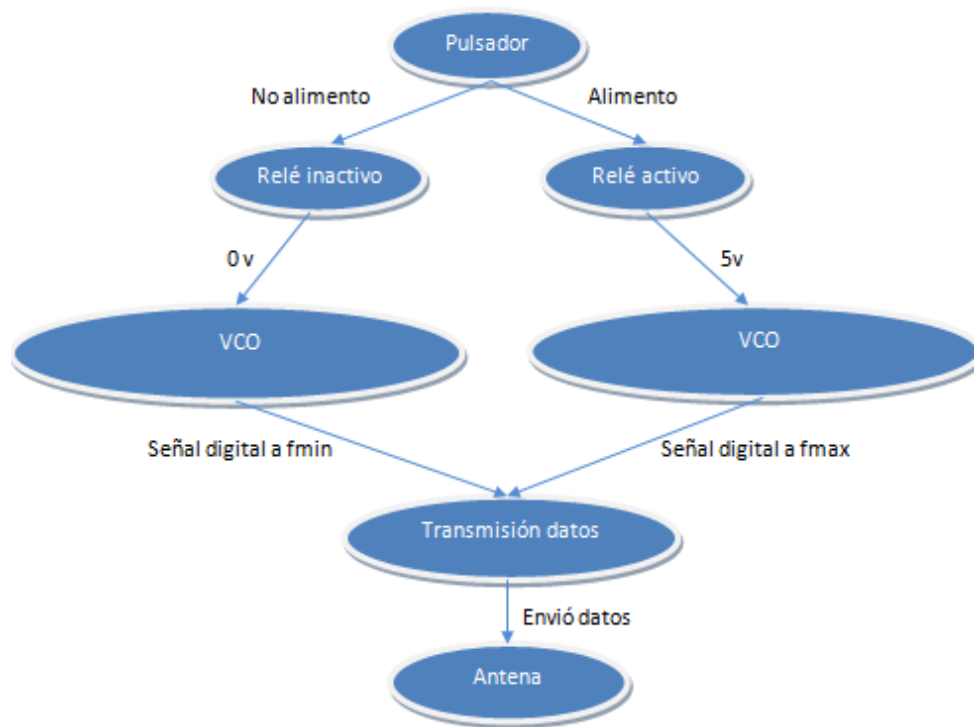 Pulsador
No alimento
Alimento
Relé inactivo
Relé activo
0 v
5v
VCO
VCO
Señal digital a fmin
Señal digital a fmax
Transmisión datos
Envió datos
Antena